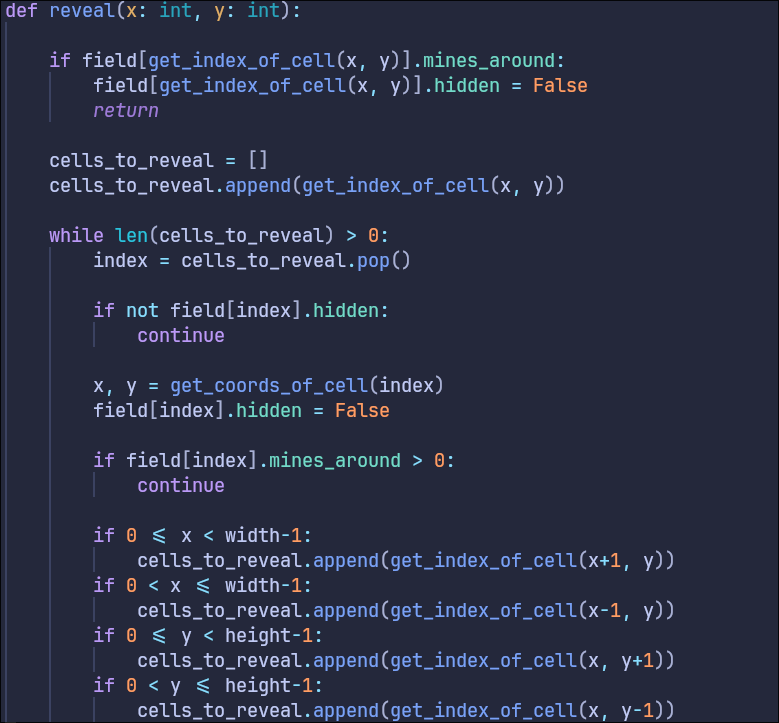 def reveal(x: int, y: int):

    if field[get_index_of_cell(x, y)].mines_around:
        field[get_index_of_cell(x, y)].hidden = False
        return

    cells_to_reveal = []
    cells_to_reveal.append(get_index_of_cell(x, y))

    while len(cells_to_reveal) > 0:
        index = cells_to_reveal.pop()

        if not field[index].hidden:
            continue

        x, y = get_coords_of_cell(index)
        field[index].hidden = False

        if field[index].mines_around > 0:
            continue

        if 0 ⩽ x < width-1:
            cells_to_reveal.append(get_index_of_cell(x+1, y))
        if 0 < x ⩽ width-1:
            cells_to_reveal.append(get_index_of_cell(x-1, y))
        if 0 ⩽ y < height-1:
            cells_to_reveal.append(get_index_of_cell(x, y+1))
        if 0 < y ⩽ height-1:
            cells_to_reveal.append(get_index_of_cell(x, y-1))